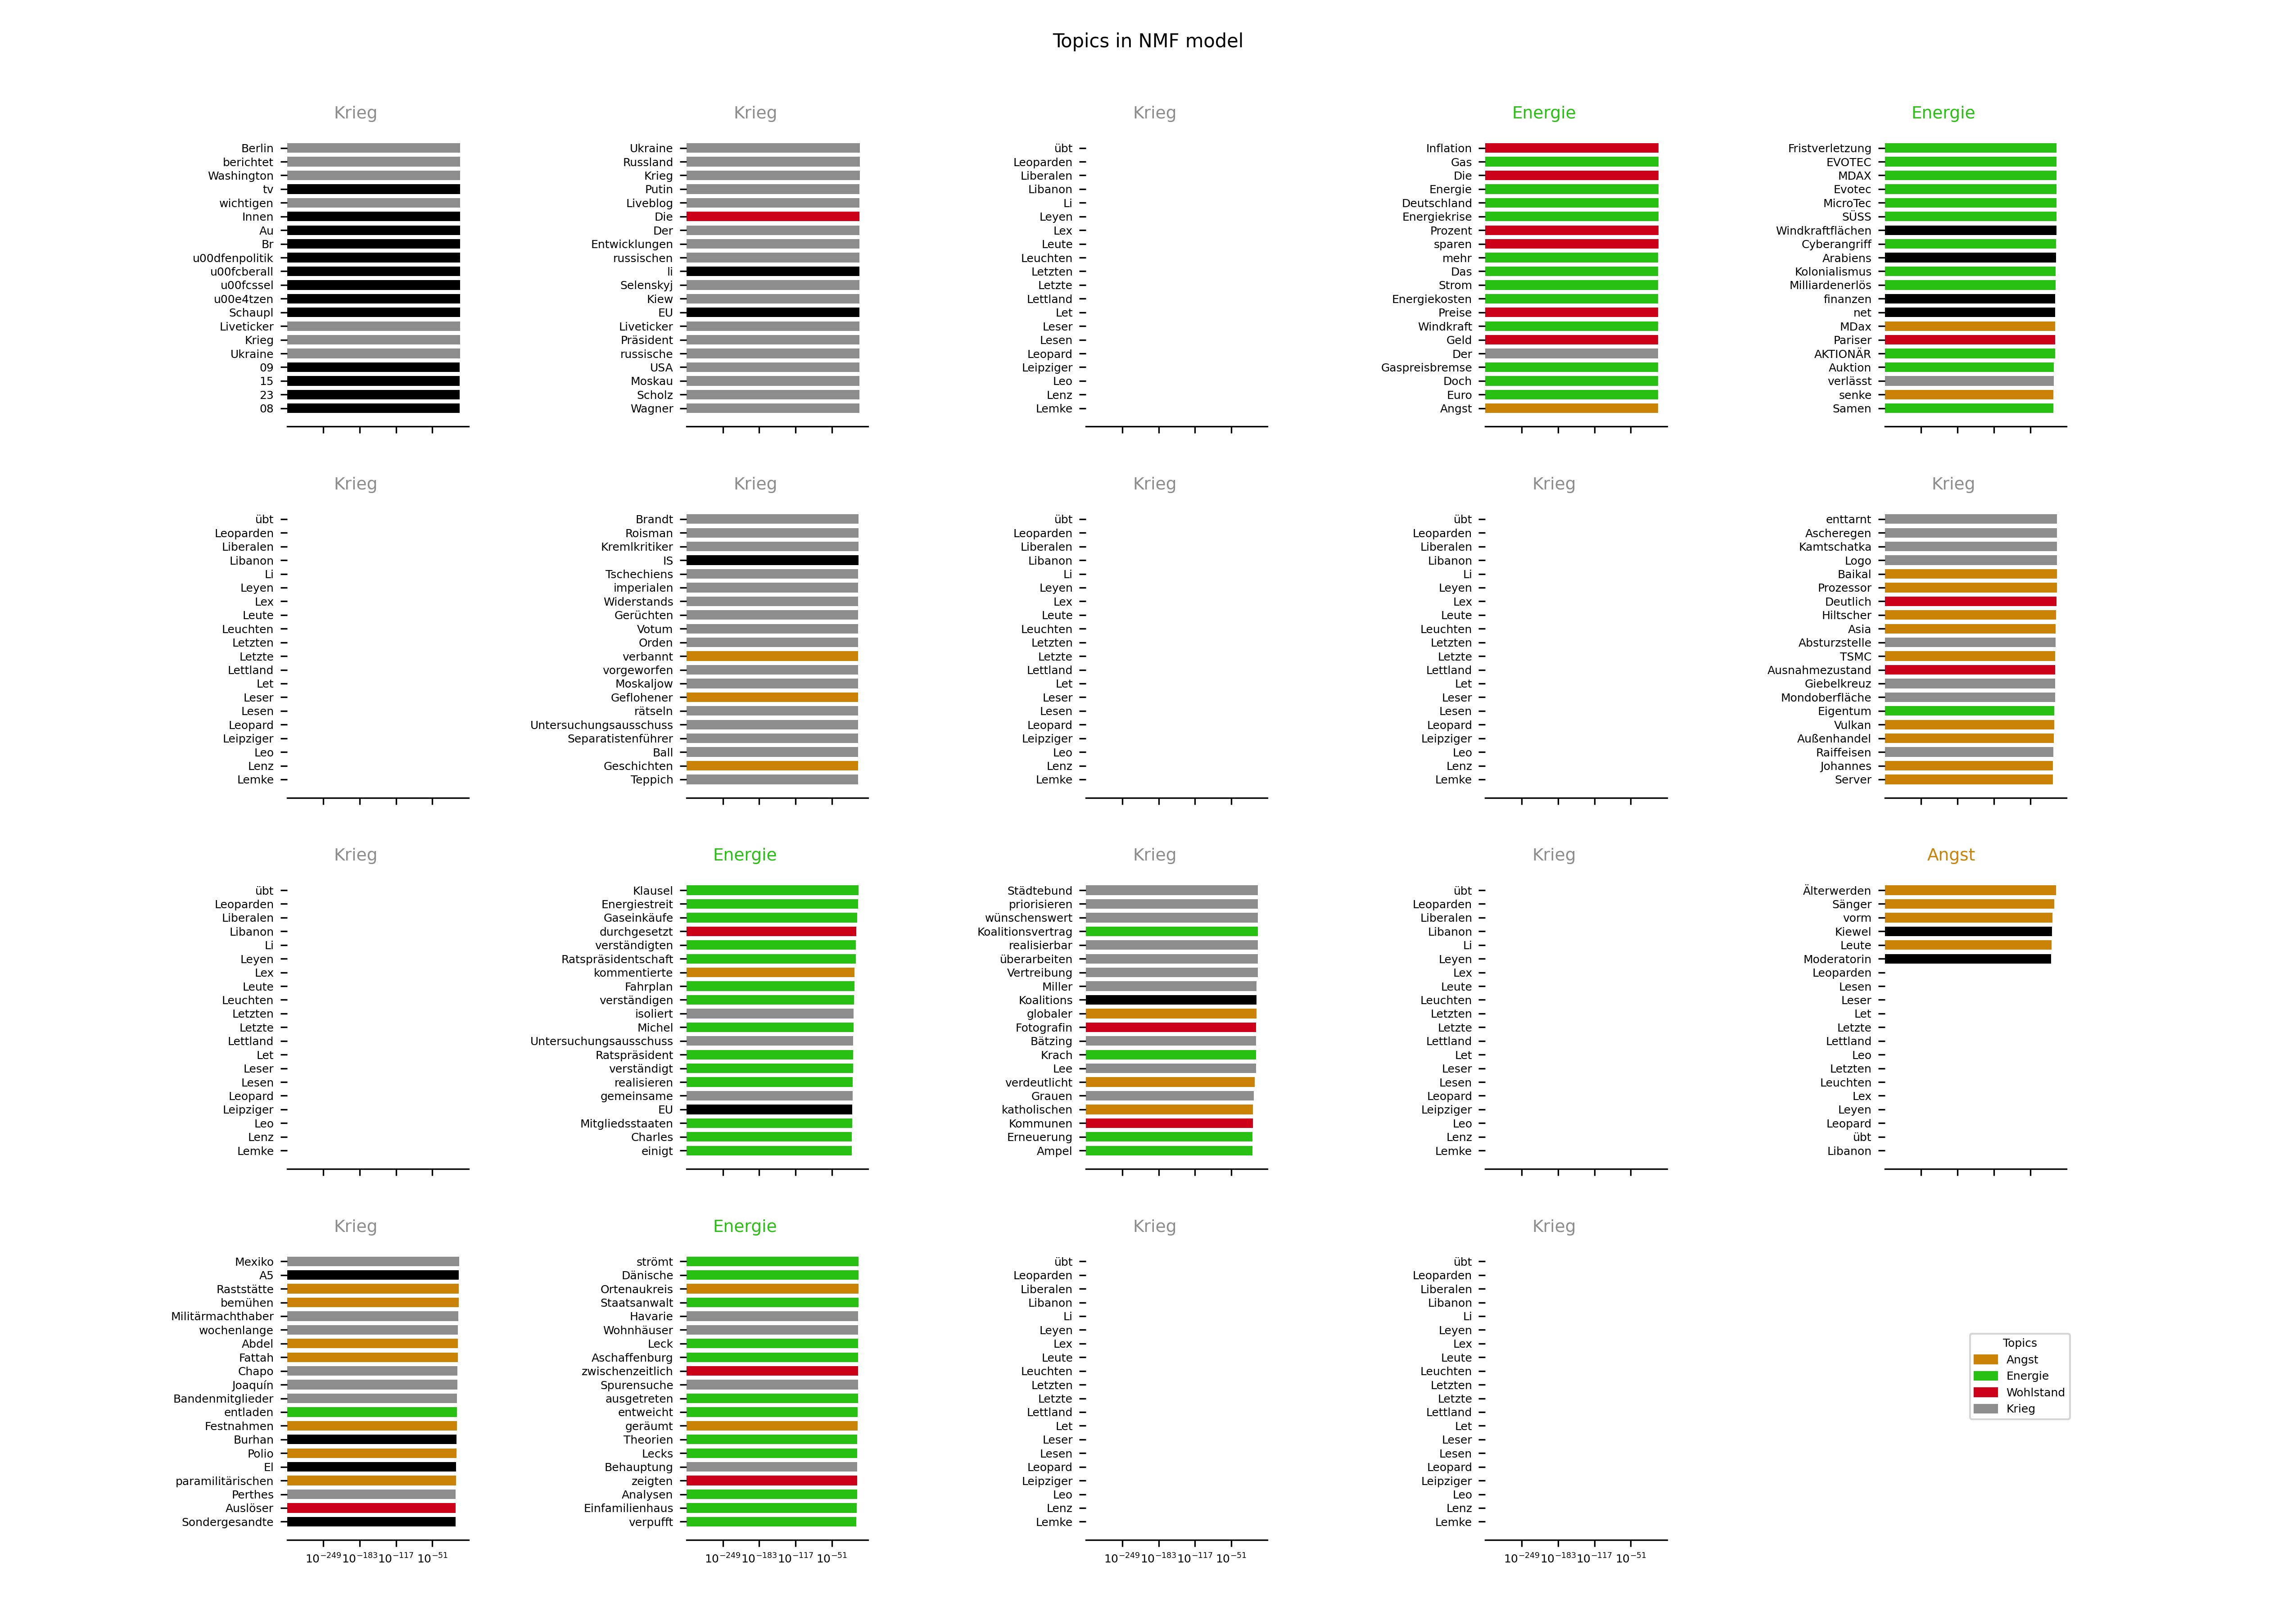 Topics in NMF model
Krieg
Berlin
berichtet
Washington
tv
wichtigen
Innen
Au
Br
u00dfenpolitik
u00fcberall
u00fcssel
u00e4tzen
Schaupl
Liveticker
Krieg
Ukraine
09
15
23
08
Krieg
Ukraine
Russland
Krieg
Putin
Liveblog
Die
Der
Entwicklungen
russischen
li
Selenskyj
Kiew
EU
Liveticker
Präsident
russische
USA
Moskau
Scholz
Wagner
Krieg
übt
Leoparden
Liberalen
Libanon
Li
Leyen
Lex
Leute
Leuchten
Letzten
Letzte
Lettland
Let
Leser
Lesen
Leopard
Leipziger
Leo
Lenz
Lemke
Energie
Inflation
Gas
Die
Energie
Deutschland
Energiekrise
Prozent
sparen
mehr
Das
Strom
Energiekosten
Preise
Windkraft
Geld
Der
Gaspreisbremse
Doch
Euro
Angst
Energie
Fristverletzung
EVOTEC
MDAX
Evotec
MicroTec
SÜSS
Windkraftflächen
Cyberangriff
Arabiens
Kolonialismus
Milliardenerlös
finanzen
net
MDax
Pariser
AKTIONÄR
Auktion
verlässt
senke
Samen
Krieg
übt
Leoparden
Liberalen
Libanon
Li
Leyen
Lex
Leute
Leuchten
Letzten
Letzte
Lettland
Let
Leser
Lesen
Leopard
Leipziger
Leo
Lenz
Lemke
Krieg
Brandt
Roisman
Kremlkritiker
IS
Tschechiens
imperialen
Widerstands
Gerüchten
Votum
Orden
verbannt
vorgeworfen
Moskaljow
Geflohener
rätseln
Untersuchungsausschuss
Separatistenführer
Ball
Geschichten
Teppich
Krieg
übt
Leoparden
Liberalen
Libanon
Li
Leyen
Lex
Leute
Leuchten
Letzten
Letzte
Lettland
Let
Leser
Lesen
Leopard
Leipziger
Leo
Lenz
Lemke
Krieg
übt
Leoparden
Liberalen
Libanon
Li
Leyen
Lex
Leute
Leuchten
Letzten
Letzte
Lettland
Let
Leser
Lesen
Leopard
Leipziger
Leo
Lenz
Lemke
Krieg
enttarnt
Ascheregen
Kamtschatka
Logo
Baikal
Prozessor
Deutlich
Hiltscher
Asia
Absturzstelle
TSMC
Ausnahmezustand
Giebelkreuz
Mondoberfläche
Eigentum
Vulkan
Außenhandel
Raiffeisen
Johannes
Server
Krieg
übt
Leoparden
Liberalen
Libanon
Li
Leyen
Lex
Leute
Leuchten
Letzten
Letzte
Lettland
Let
Leser
Lesen
Leopard
Leipziger
Leo
Lenz
Lemke
Energie
Klausel
Energiestreit
Gaseinkäufe
durchgesetzt
verständigten
Ratspräsidentschaft
kommentierte
Fahrplan
verständigen
isoliert
Michel
Untersuchungsausschuss
Ratspräsident
verständigt
realisieren
gemeinsame
EU
Mitgliedsstaaten
Charles
einigt
Krieg
Städtebund
priorisieren
wünschenswert
Koalitionsvertrag
realisierbar
überarbeiten
Vertreibung
Miller
Koalitions
globaler
Fotografin
Bätzing
Krach
Lee
verdeutlicht
Grauen
katholischen
Kommunen
Erneuerung
Ampel
Krieg
übt
Leoparden
Liberalen
Libanon
Li
Leyen
Lex
Leute
Leuchten
Letzten
Letzte
Lettland
Let
Leser
Lesen
Leopard
Leipziger
Leo
Lenz
Lemke
Angst
Älterwerden
Sänger
vorm
Kiewel
Leute
Moderatorin
Leoparden
Lesen
Leser
Let
Letzte
Lettland
Leo
Letzten
Leuchten
Lex
Leyen
Leopard
übt
Libanon
Krieg
Mexiko
A5
Raststätte
bemühen
Militärmachthaber
wochenlange
Abdel
Fattah
Chapo
Joaquín
Bandenmitglieder
entladen
Festnahmen
Burhan
Polio
El
paramilitärischen
Perthes
Auslöser
Sondergesandte
10⁻²⁴⁹ 10⁻¹⁸³ 10⁻¹¹⁷ 10⁻⁵¹
Energie
strömt
Dänische
Ortenaukreis
Staatsanwalt
Havarie
Wohnhäuser
Leck
Aschaffenburg
zwischenzeitlich
Spurensuche
ausgetreten
entweicht
geräumt
Theorien
Lecks
Behauptung
zeigten
Analysen
Einfamilienhaus
verpufft
10⁻²⁴⁹ 10⁻¹⁸³ 10⁻¹¹⁷ 10⁻⁵¹
Krieg
übt
Leoparden
Liberalen
Libanon
Li
Leyen
Lex
Leute
Leuchten
Letzten
Letzte
Lettland
Let
Leser
Lesen
Leopard
Leipziger
Leo
Lenz
Lemke
10⁻²⁴⁹ 10⁻¹⁸³ 10⁻¹¹⁷ 10⁻⁵¹
Krieg
übt
Leoparden
Liberalen
Libanon
Li
Leyen
Lex
Leute
Leuchten
Letzten
Letzte
Lettland
Let
Leser
Lesen
Leopard
Leipziger
Leo
Lenz
Lemke
10⁻²⁴⁹ 10⁻¹⁸³ 10⁻¹¹⁷ 10⁻⁵¹
Topics
Angst
Energie
Wohlstand
Krieg